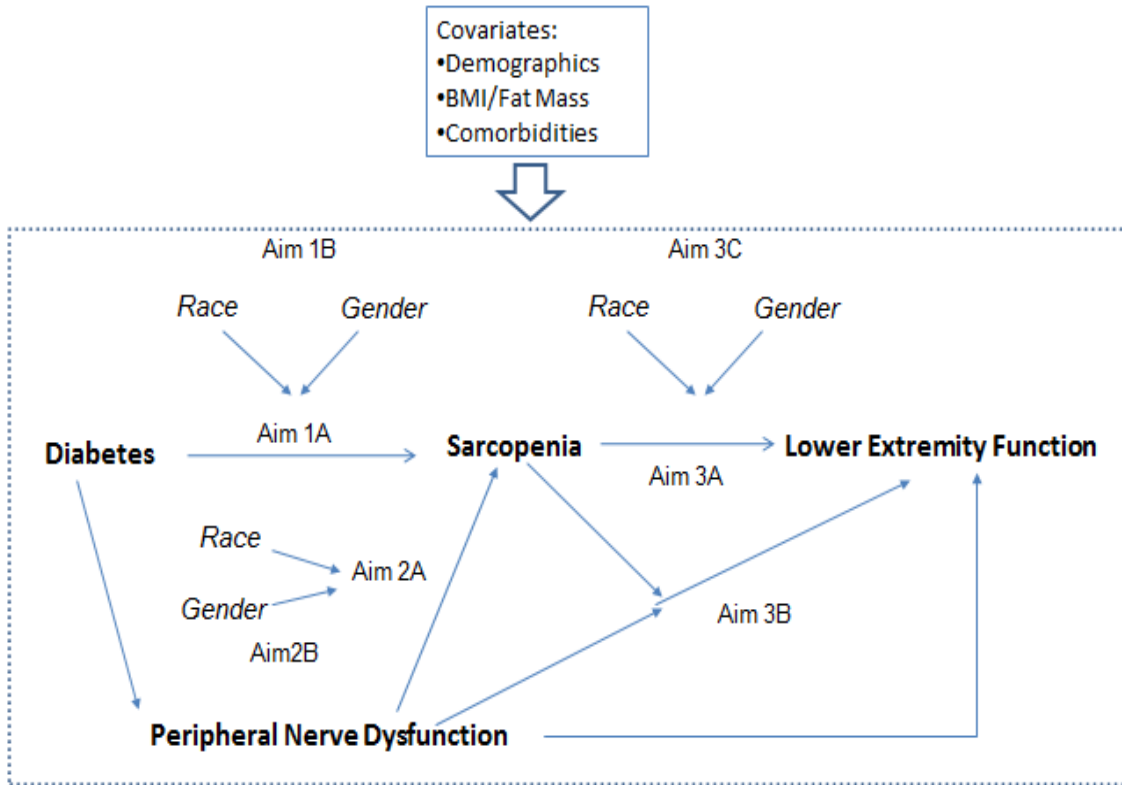 Covariates:
•Demographics
•BMI/Fat Mass
•Comorbidities
Aim 1B
Aim 3C
Race
Gender
Race
Gender
Aim 1A
Diabetes
Sarcopenia
Lower Extremity Function
Aim 3A
Race
Aim 2A
Gender
Aim 3B
Aim2B
Peripheral Nerve Dysfunction